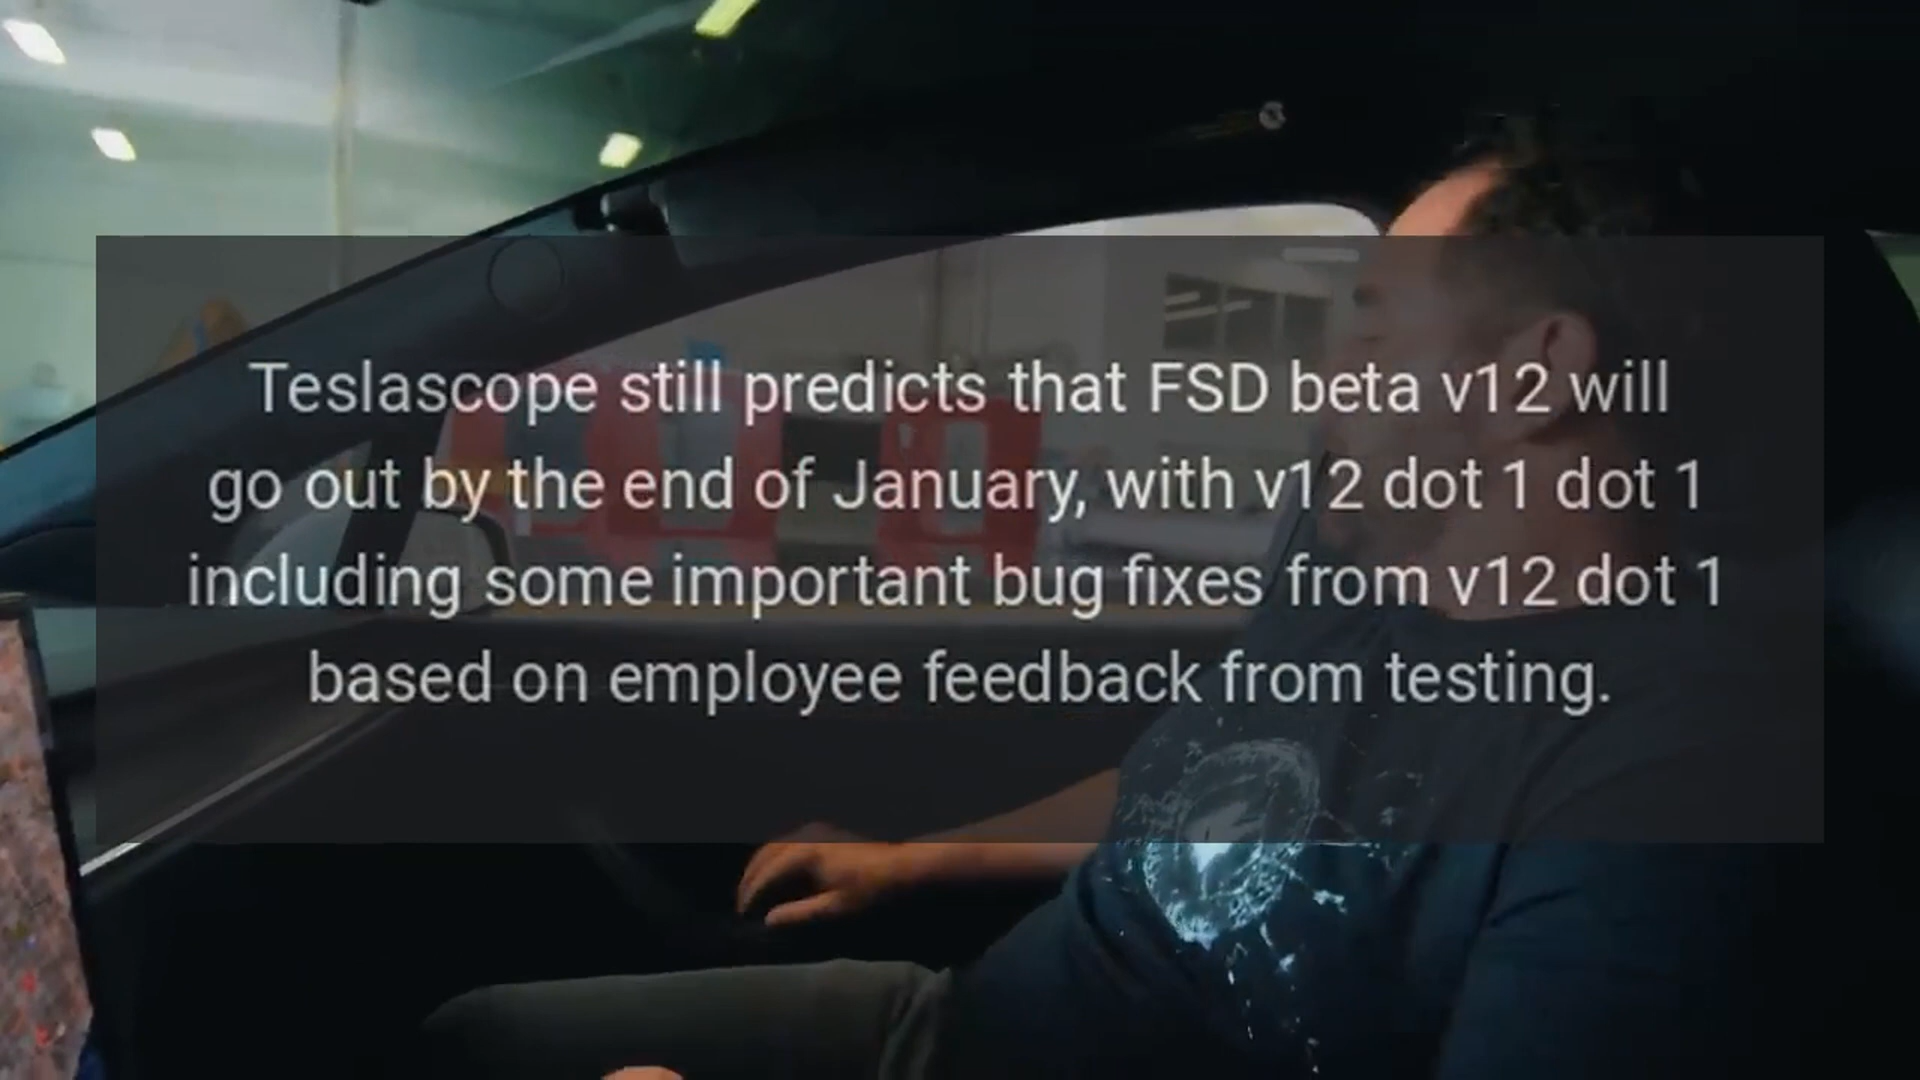 Teslascope still predicts that FSD beta v12 will
go out by the end of January, with v12 dot 1 dot 1
including some important bug fixes from v12 dot 1
based on employee feedback from testing.